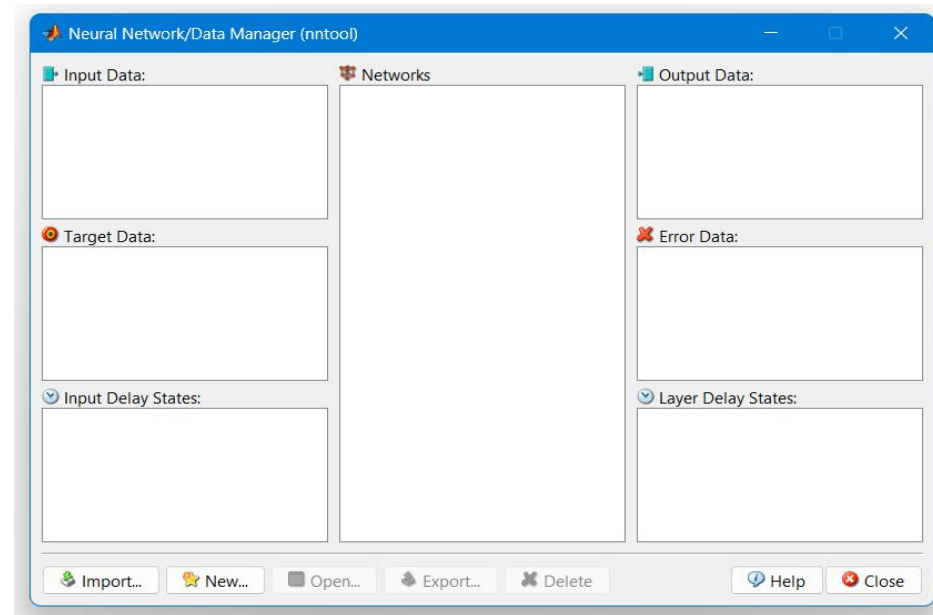 Neural Network/Data Manager (nntool)
Input Data:
Networks
Output Data:
Target Data:
Error Data:
Input Delay States:
Layer Delay States:
Import...
New...
Open...
Export...
Delete
Help
Close